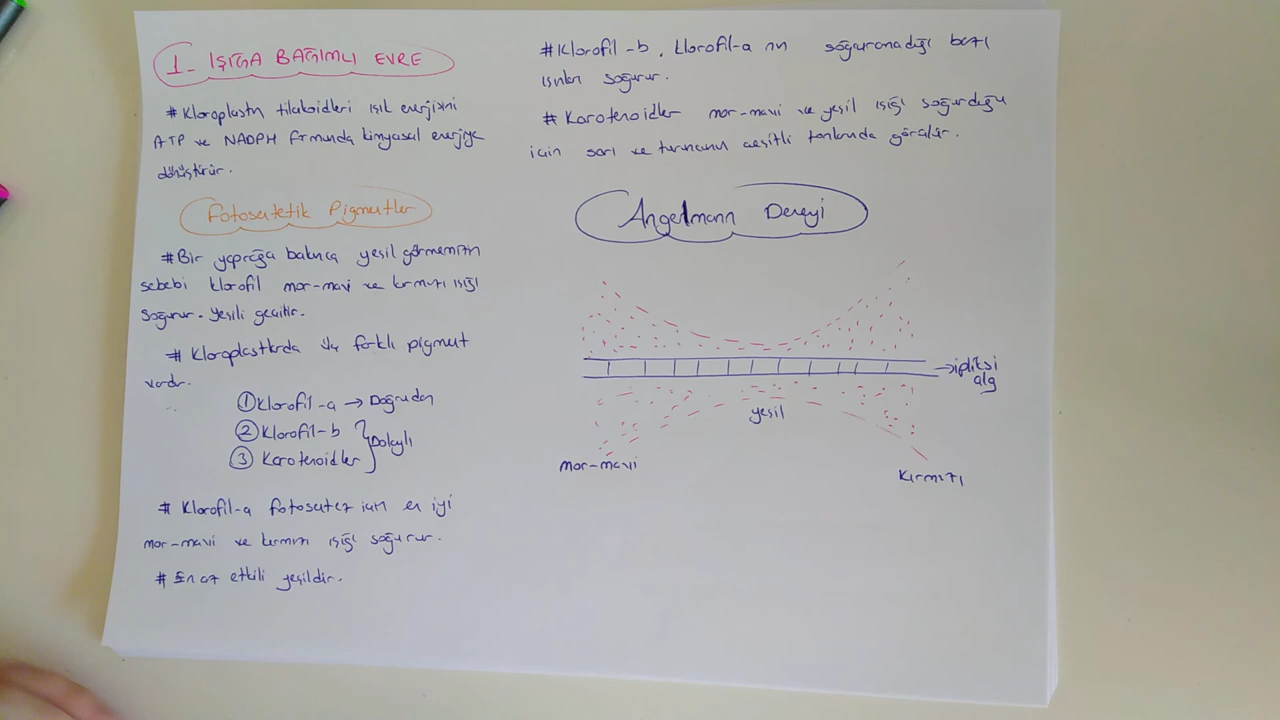 1- IŞIĞA BAĞIMLI EVRE
#Kloroplastın tilakoidleri ışık enerjisini
ATP ve NADPH formunda kimyasal enerjiye
dönüştürür.
Fotosentetik Pigmentler
#Bir yaprağa bakınca yeşil görmemizin
sebebi klorofil mor-mavi ve kırmızı ışığı
soğurur. Yeşili geçirir.
# Kloroplastlarda üç farklı pigment
vardır.
① Klorofil-a → Doğrudan
② Klorofil-b
Dolaylı
③ Karotenoidler
# Klorofil-a fotosentez için en iyi
mor-mavi ve kırmızı ışığı soğurur.
# En az etkili yeşildir.
#Klorofil-b, klorofil-a nın soğuramadığı bazı
ışınları soğurur.
# Karotenoidler mor-mavi ve yeşil ışığı soğurduğu
için sarı ve turuncunun çeşitli tonlarında görülür.
Angelmann Deneyi
→ipliksi
alg
yeşil
mor-mavi
kırmızı